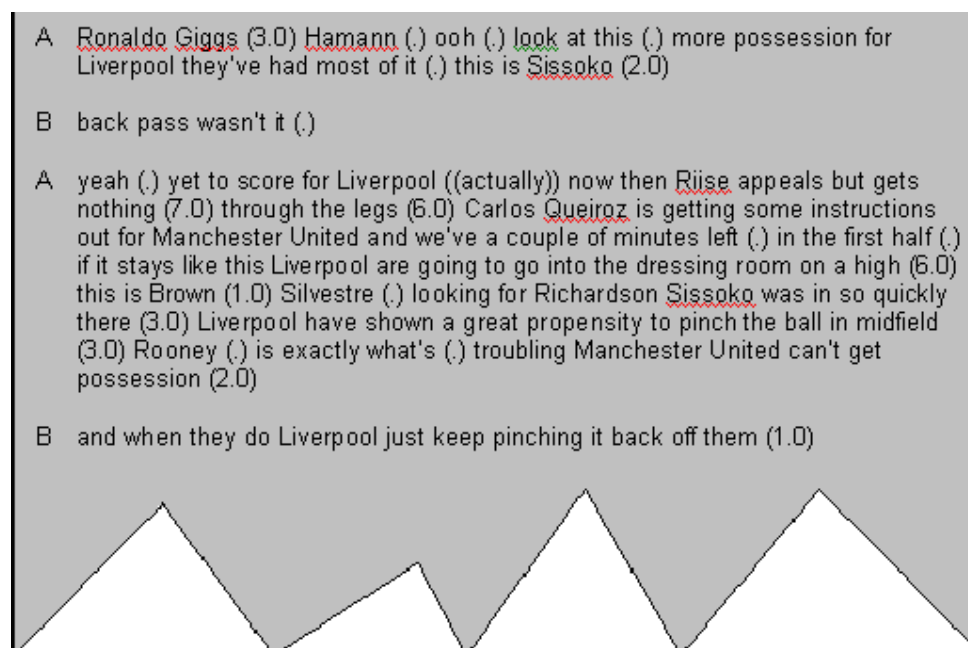 A Ronaldo Giggs (3.0) Hamann (.) ooh (.) look at this (.) more possession for
Liverpool they've had most of it (.) this is Sissoko (2.0)
B back pass wasn't it (.)
A yeah (.) yet to score for Liverpool ((actually)) now then Riise appeals but gets
nothing (7.0) through the legs (6.0) Carlos Queiroz is getting some instructions
out for Manchester United and we've a couple of minutes left (.) in the first half (.)
if it stays like this Liverpool are going to go into the dressing room on a high (6.0)
this is Brown (1.0) Silvestre (.) looking for Richardson Sissoko was in so quickly
there (3.0) Liverpool have shown a great propensity to pinch the ball in midfield
(3.0) Rooney (.) is exactly what's (.) troubling Manchester United can't get
possession (2.0)
B and when they do Liverpool just keep pinching it back off them (1.0)